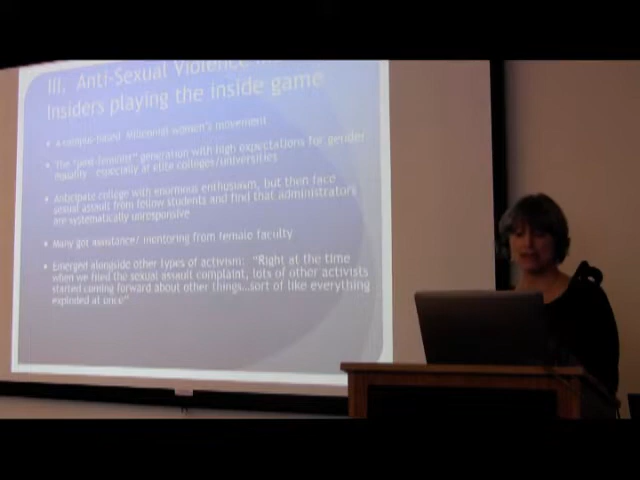 III. Anti-Sexual Violence
Insiders playing the inside game
Campus-based Millennial women's movement
The "post-feminist" generation with high expectations for gender
equality especially at elite colleges/universities
Anticipate college with enormous enthusiasm, but then face
sexual assault from fellow students and find that administrators
are systematically unresponsive
Many got assistance/ mentoring from female faculty
Emerged alongside other types of activism: "Right at the time
when we filed the sexual assault complaint, lots of other activists
started coming forward about other things...sort of like everything
exploded at once"